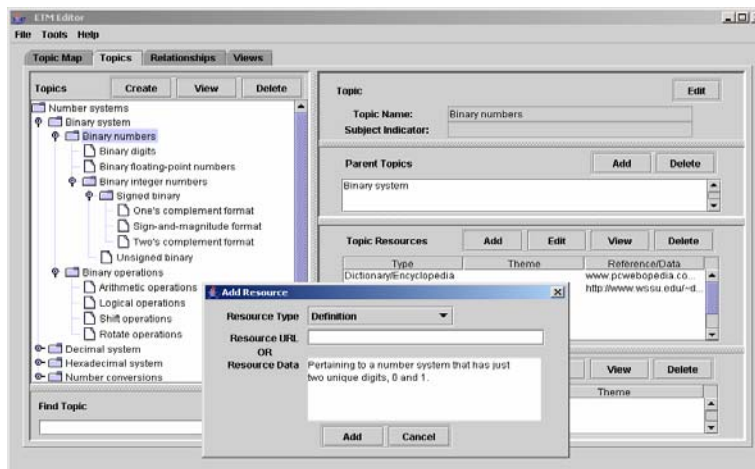 ETM Editor
File Tools Help
Topic Map Topics Relationships Views
Topics Create View Delete
Number systems
Binary system
Binary numbers
Binary digits
Binary floating-point numbers
Binary integer numbers
Signed binary
One's complement format
Sign-and-magnitude format
Two's complement format
Unsigned binary
Binary operations
Arithmetic operations
Logical operations
Shift operations
Rotate operations
Decimal system
Hexadecimal system
Number conversions
Find Topic
Topic Edit
Topic Name: Binary numbers
Subject Indicator:
Parent Topics Add Delete
Binary system
Topic Resources Add Edit View Delete
Type Theme Reference/Data
Dictionary/Encyclopedia www.pcwebopedia.co...
http://www.wssu.edu/~d...
View Delete
Theme
Add Resource
Resource Type Definition
Resource URL
OR
Resource Data Pertaining to a number system that has just
two unique digits, 0 and 1.
Add Cancel